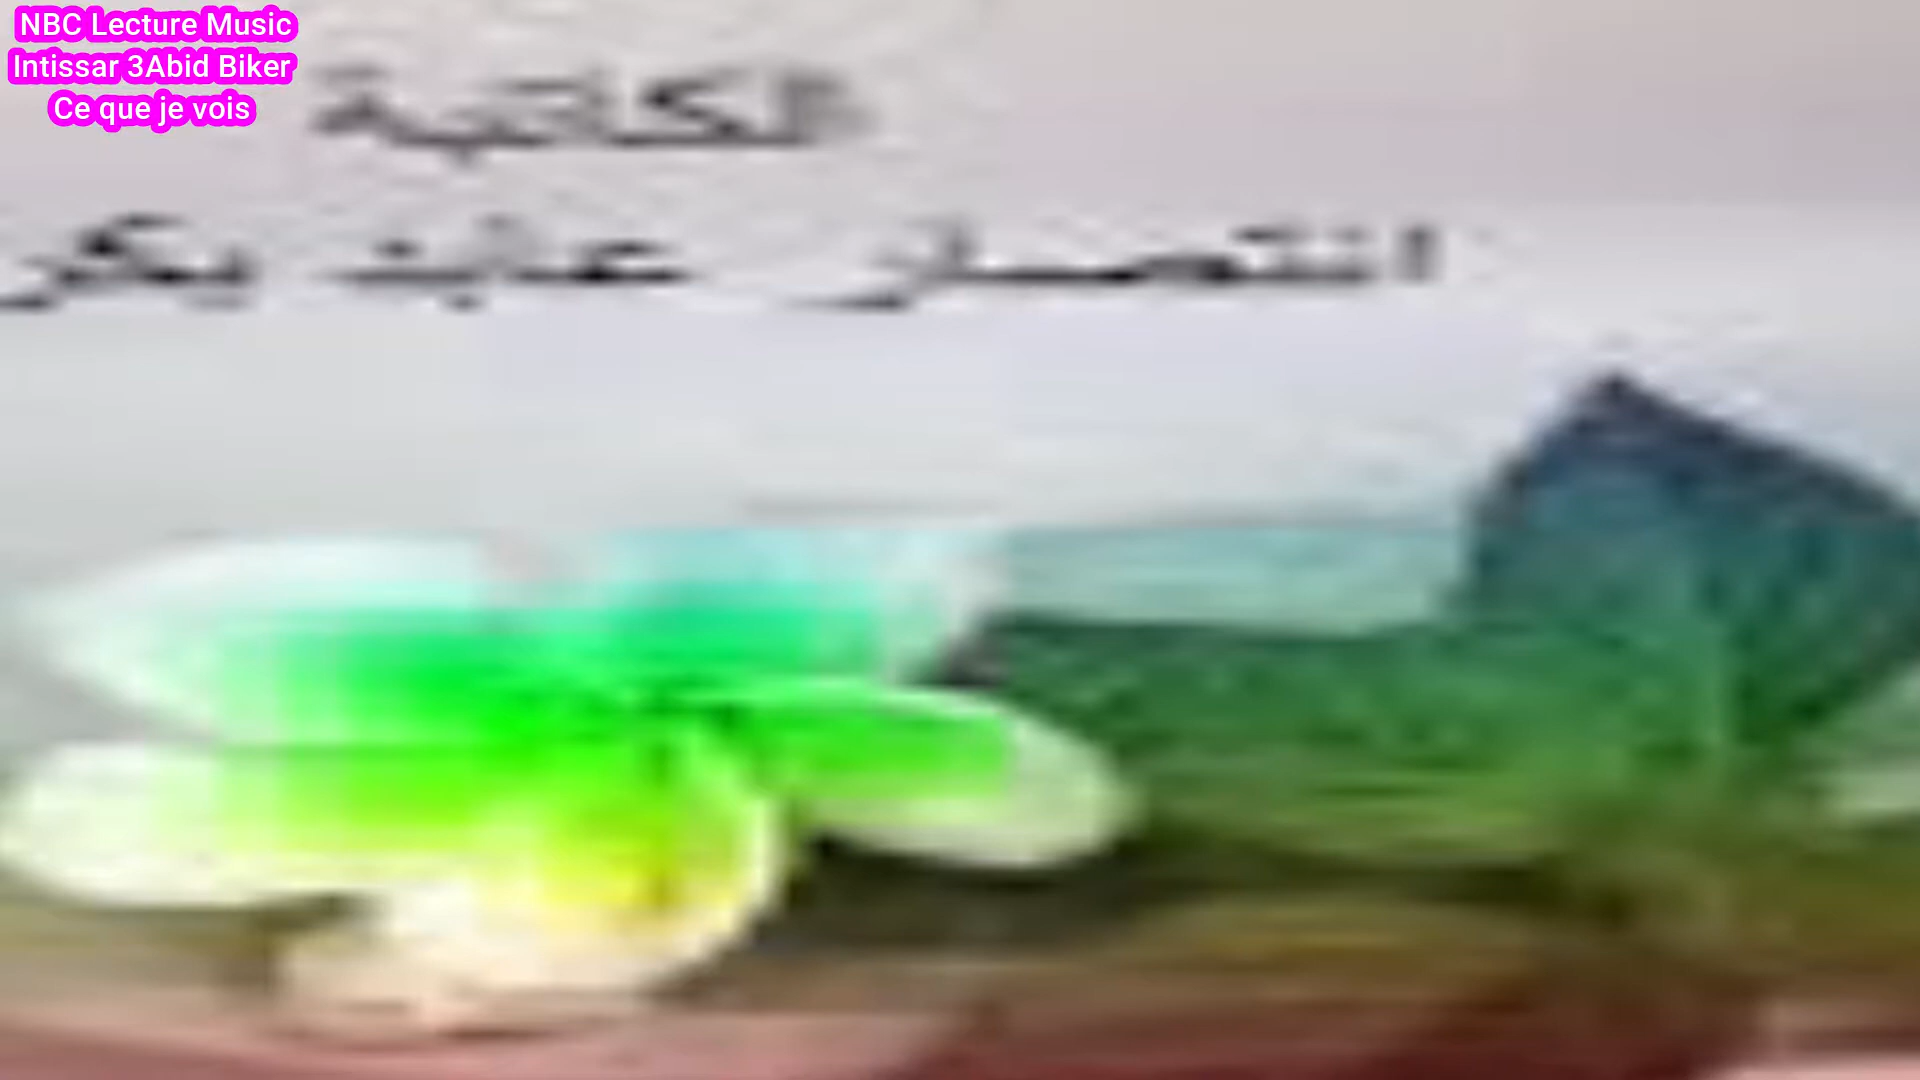 NBC Lecture Music
Intissar 3Abid Biker
Ce que je vois
الكاتبة
انتصار عابد بكر